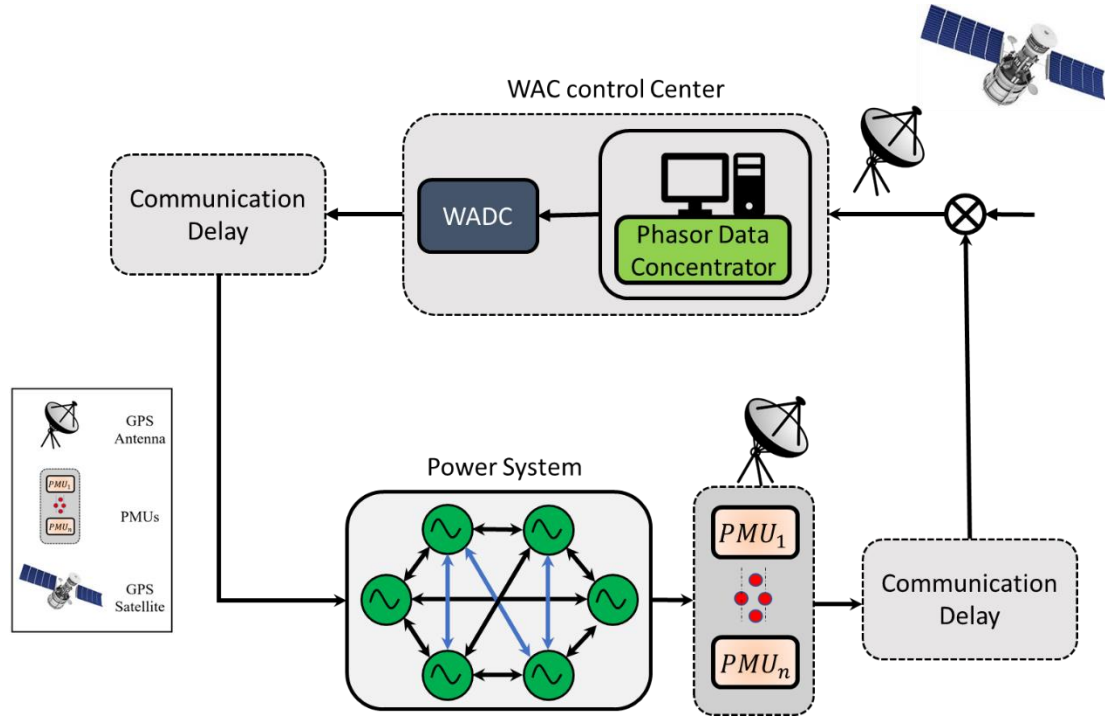 WAC control Center
Communication
Delay
WADC
Phasor Data
Concentrator
GPS
Antenna
PMU₁
PMUₙ
PMUs
GPS
Satellite
Power System
PMU₁
PMUₙ
Communication
Delay